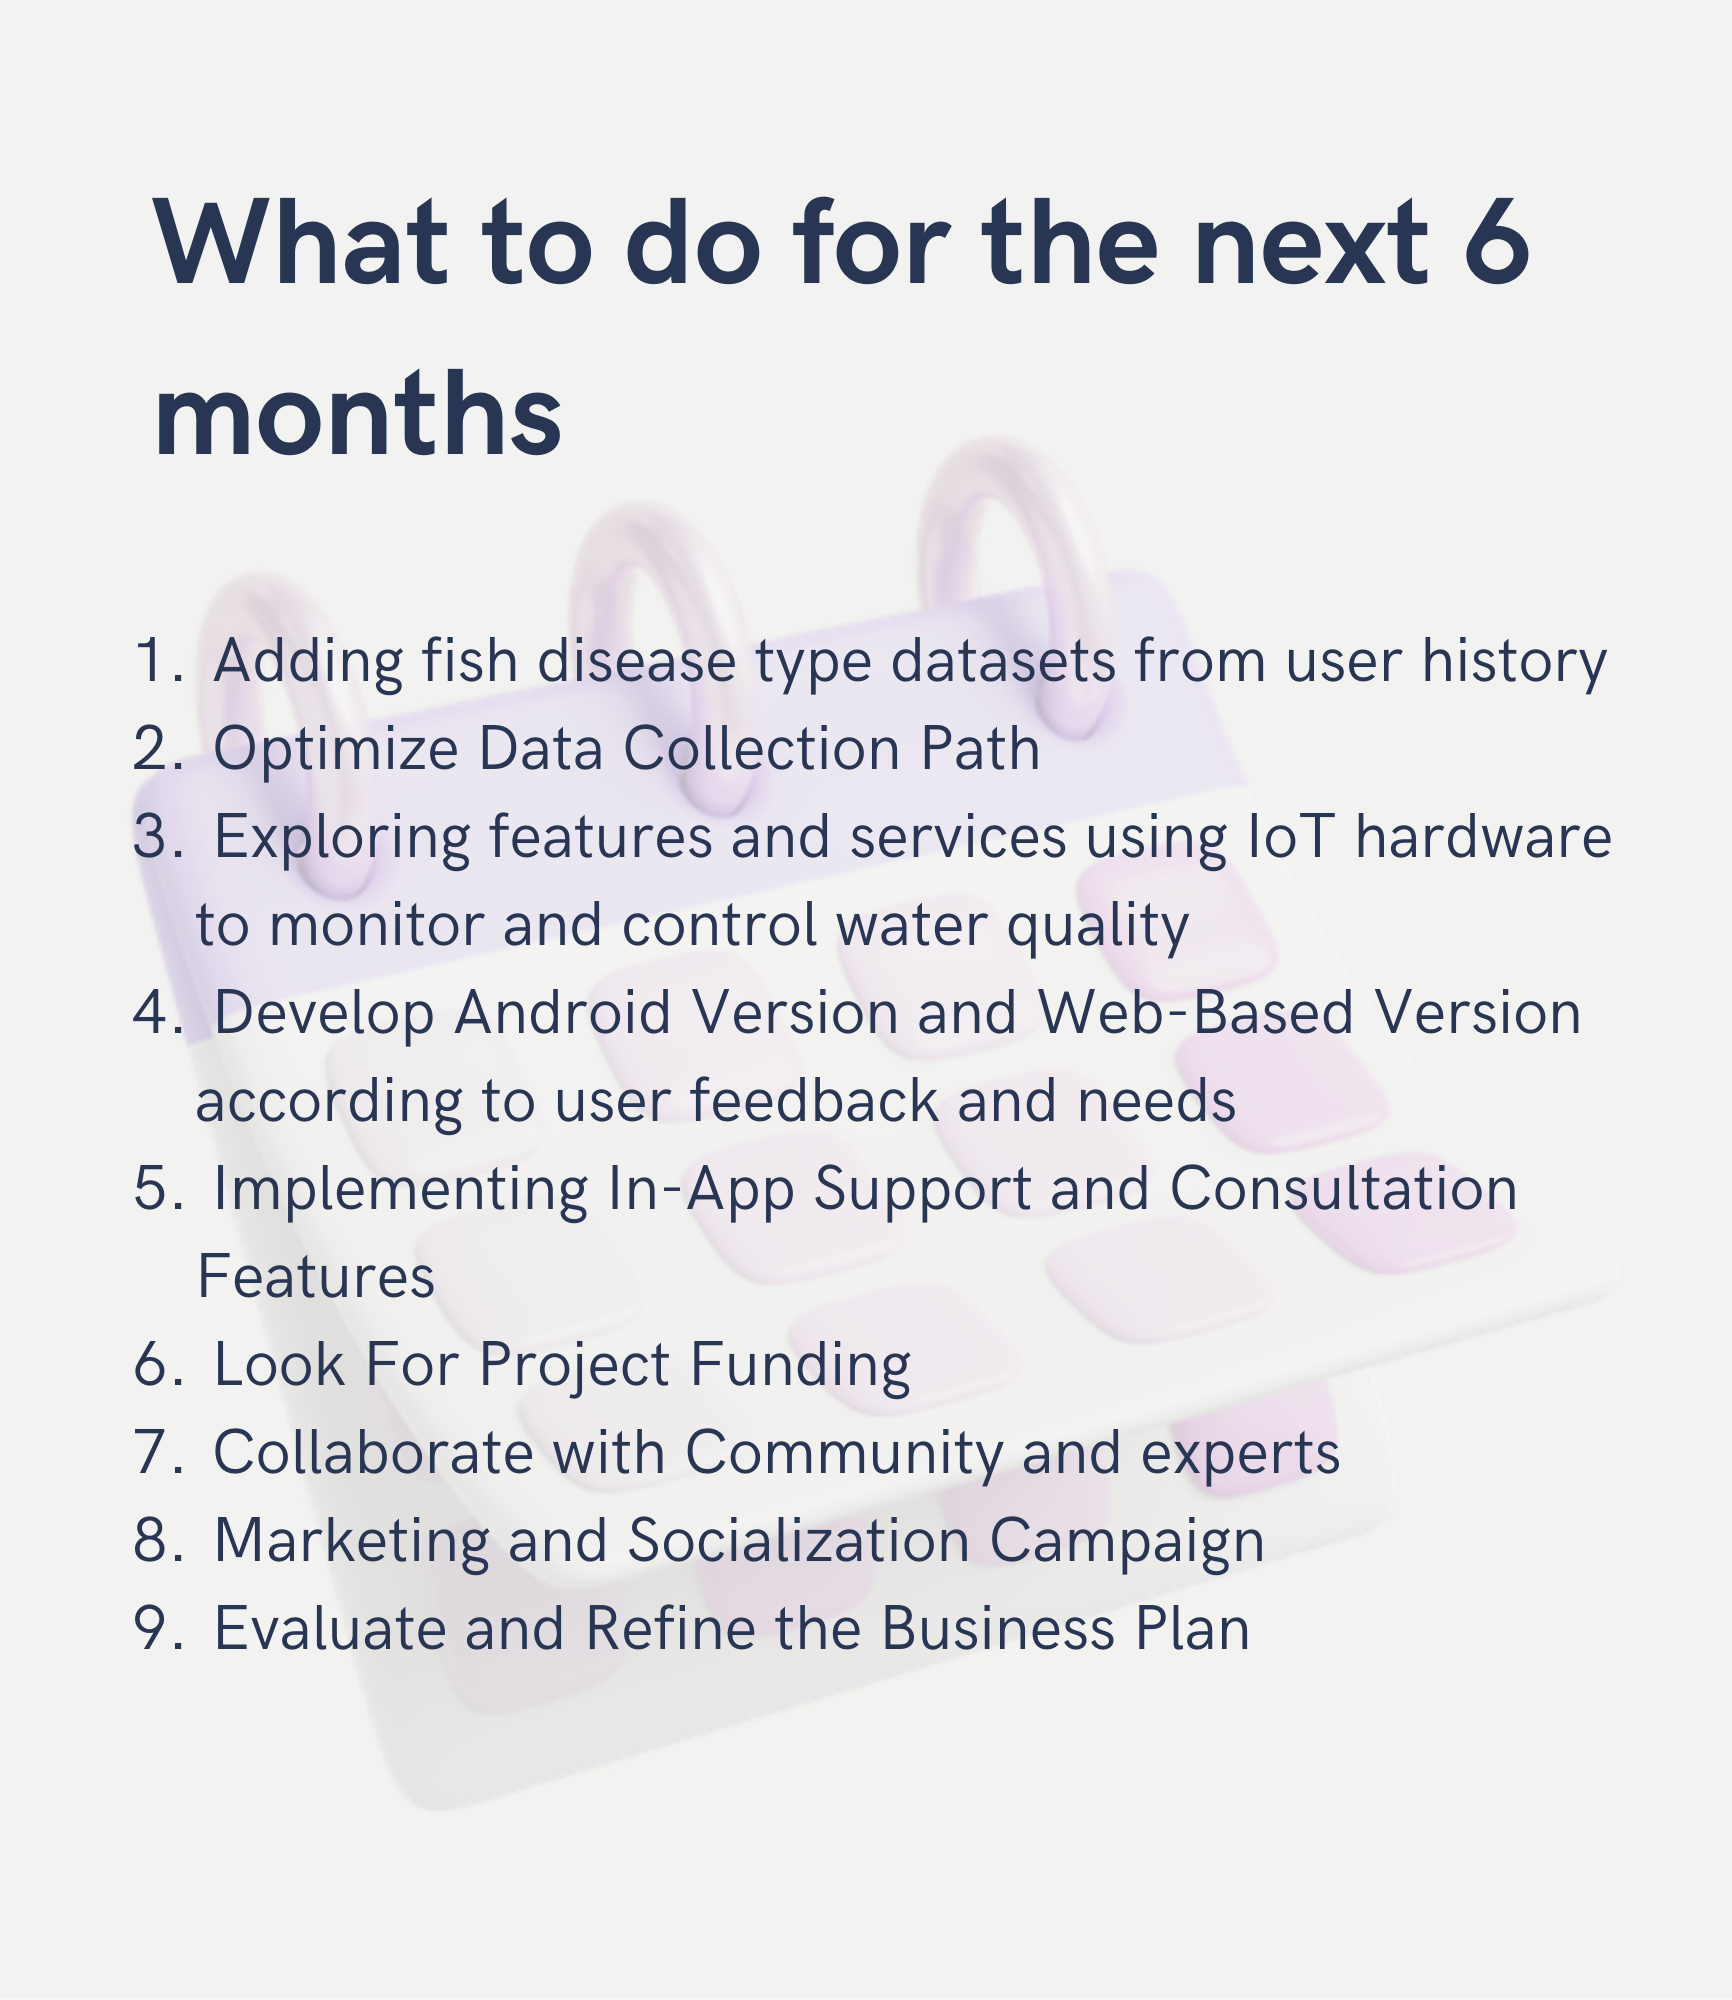 What to do for the next 6
months
1. Adding fish disease type datasets from user history
2. Optimize Data Collection Path
3. Exploring features and services using IoT hardware
to monitor and control water quality
4. Develop Android Version and Web-Based Version
according to user feedback and needs
5. Implementing In-App Support and Consultation
Features
6. Look For Project Funding
7. Collaborate with Community and experts
8. Marketing and Socialization Campaign
9. Evaluate and Refine the Business Plan